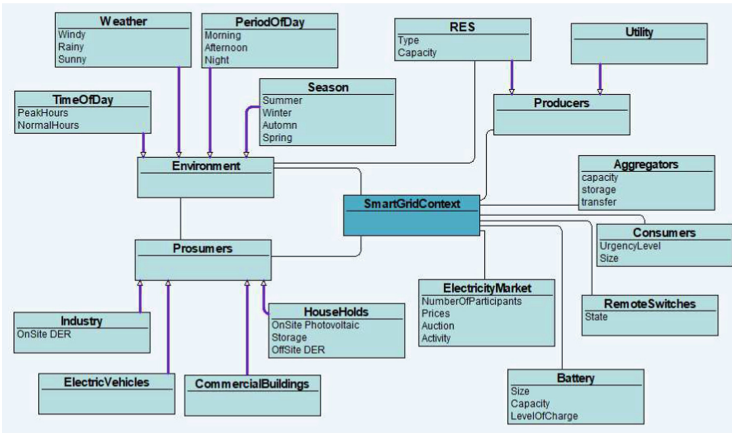 Weather
Windy
Rainy
Sunny
PeriodOfDay
Morning
Afternoon
Night
RES
Type
Capacity
Utility
TimeOfDay
PeakHours
NormalHours
Season
Summer
Winter
Automn
Spring
Producers
Environment
Aggregators
capacity
storage
transfer
SmartGridContext
Consumers
UrgencyLevel
Size
Prosumers
ElectricityMarket
NumberOfParticipants
Prices
Auction
Activity
RemoteSwitches
State
Industry
OnSite DER
HouseHolds
OnSite Photovoltaic
Storage
OffSite DER
ElectricVehicles
CommercialBuildings
Battery
Size
Capacity
LevelOfCharge